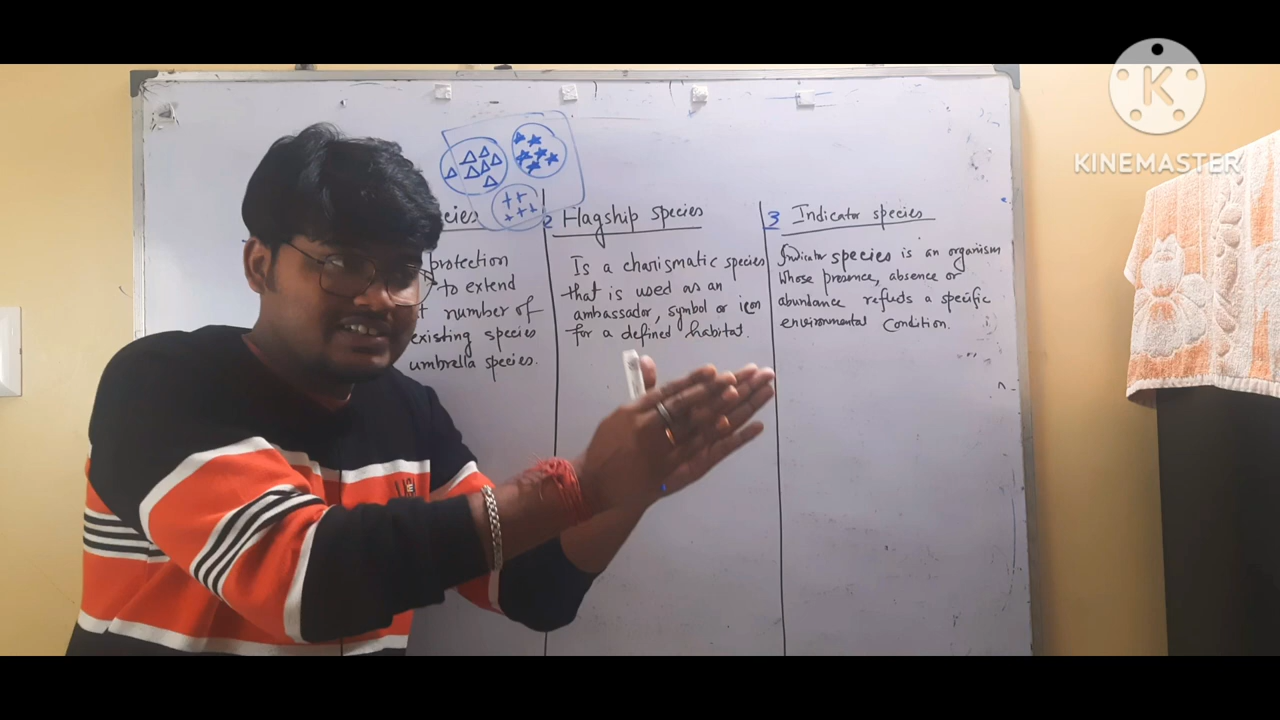 K
KINEMASTER
ecies
protection
to extend
t number of
existing species
umbrella species.
2 Flagship species
Is a charismatic species
that is used as an
ambassador, symbol or icon
for a defined habitat.
3 Indicator species
Indicator species is an organism
whose presence, absence or
abundance reflects a specific
environmental condition.